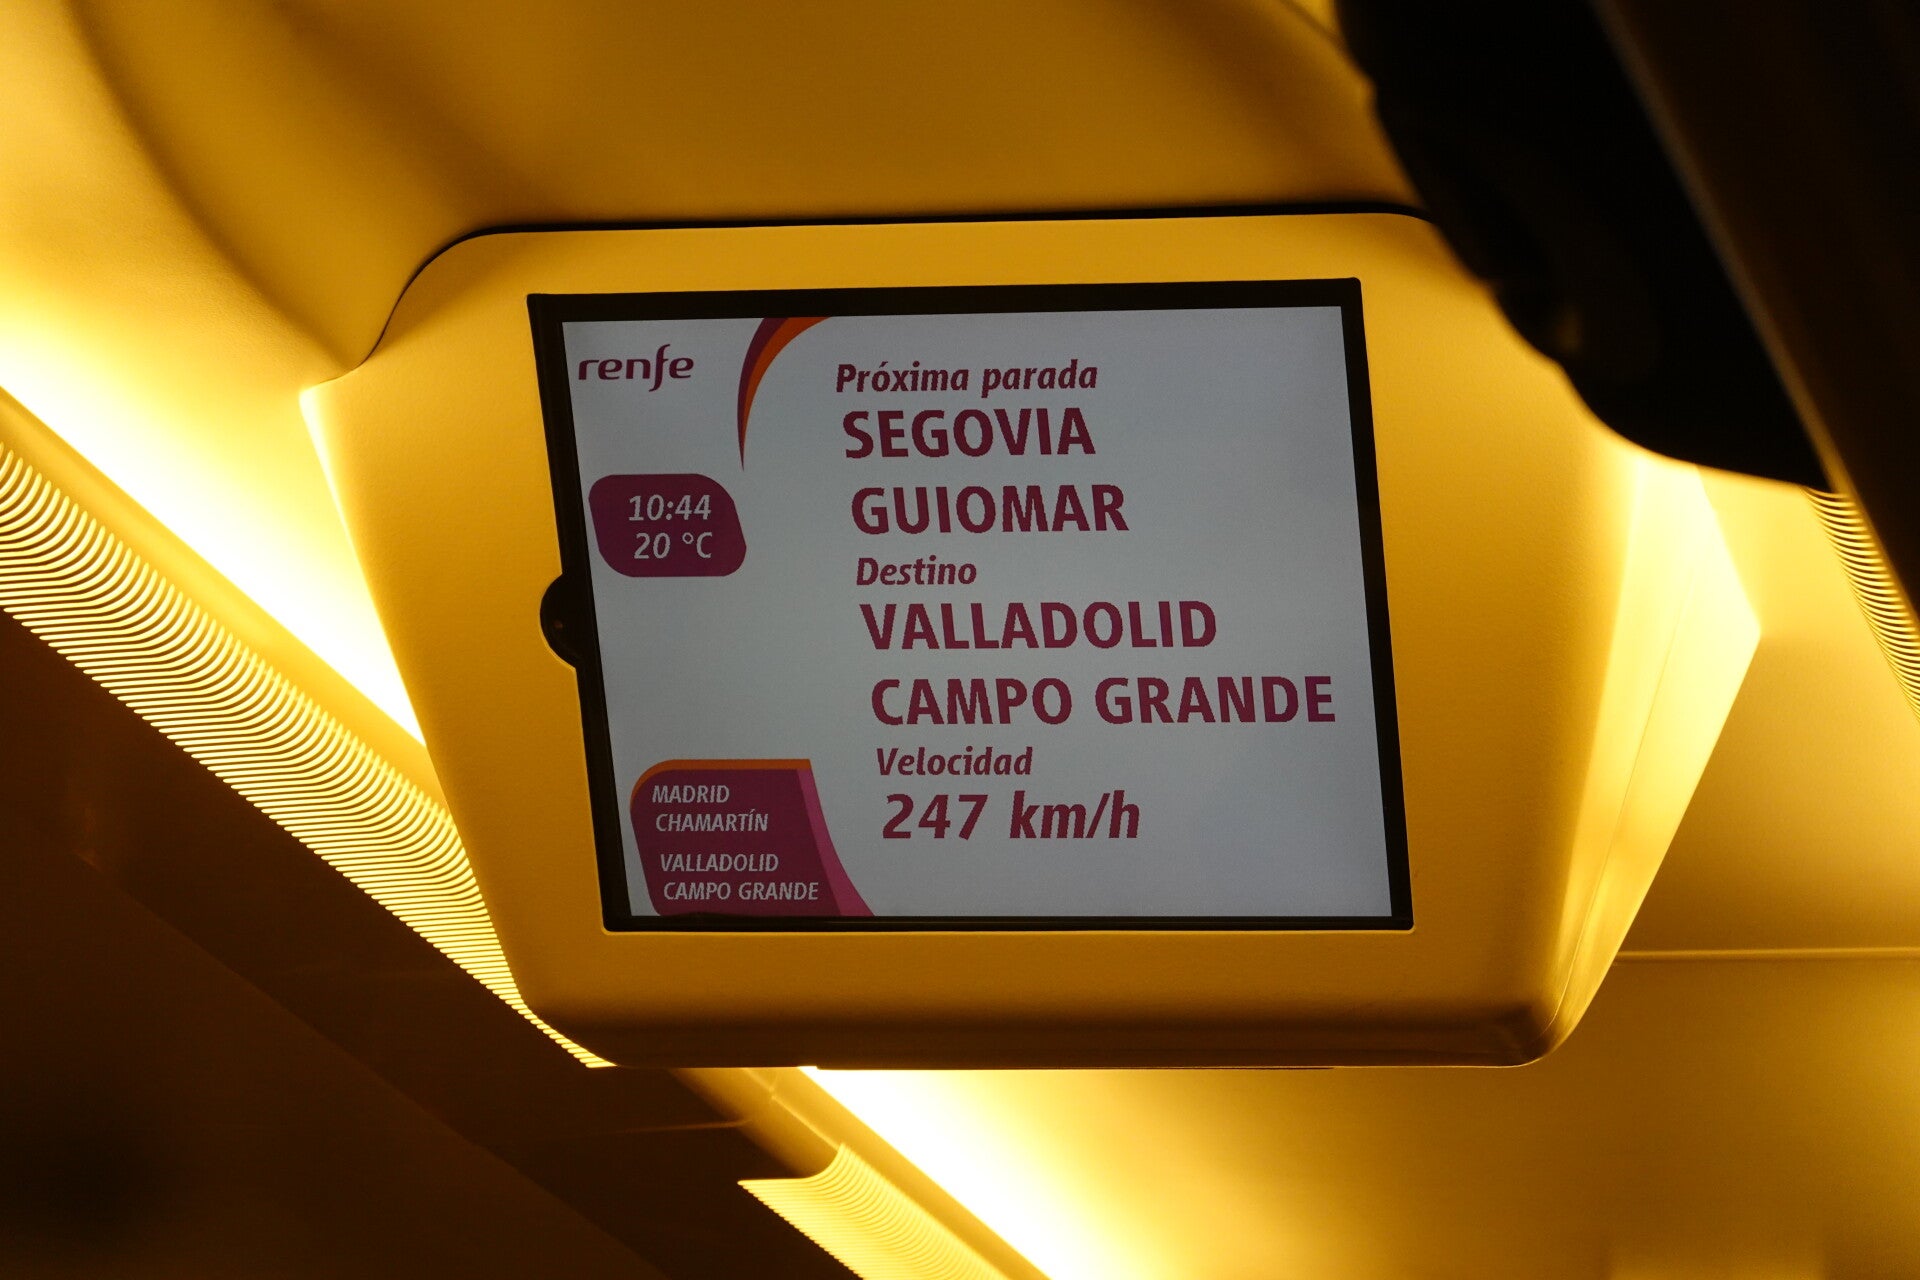 renfe
10:44
20 °C
Próxima parada
SEGOVIA
GUIOMAR
Destino
VALLADOLID
CAMPO GRANDE
Velocidad
247 km/h
MADRID
CHAMARTÍN
VALLADOLID
CAMPO GRANDE